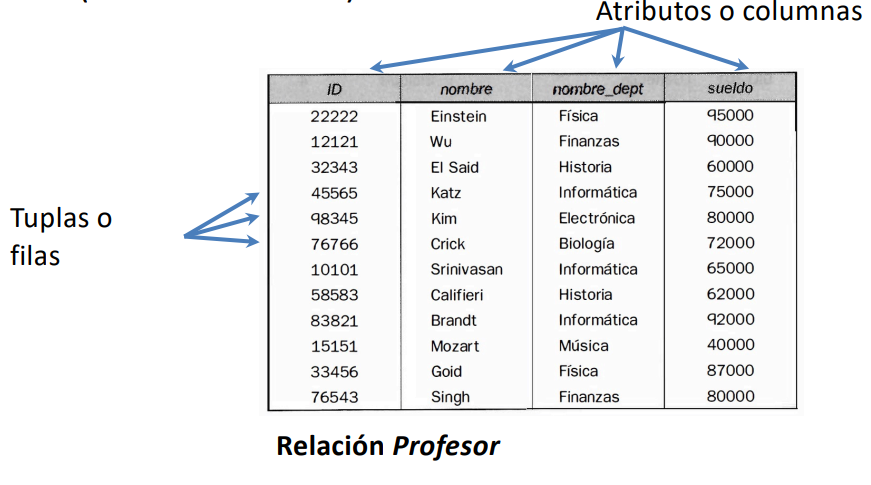 Atributos o columnas
ID nombre nombre_dept sueldo
22222 Einstein Física 95000
12121 Wu Finanzas 90000
32343 El Said Historia 60000
45565 Katz Informática 75000
98345 Kim Electrónica 80000
76766 Crick Biología 72000
10101 Srinivasan Informática 65000
58583 Califieri Historia 62000
83821 Brandt Informática 92000
15151 Mozart Música 40000
33456 Goid Física 87000
76543 Singh Finanzas 80000
Tuplas o
filas
Relación Profesor